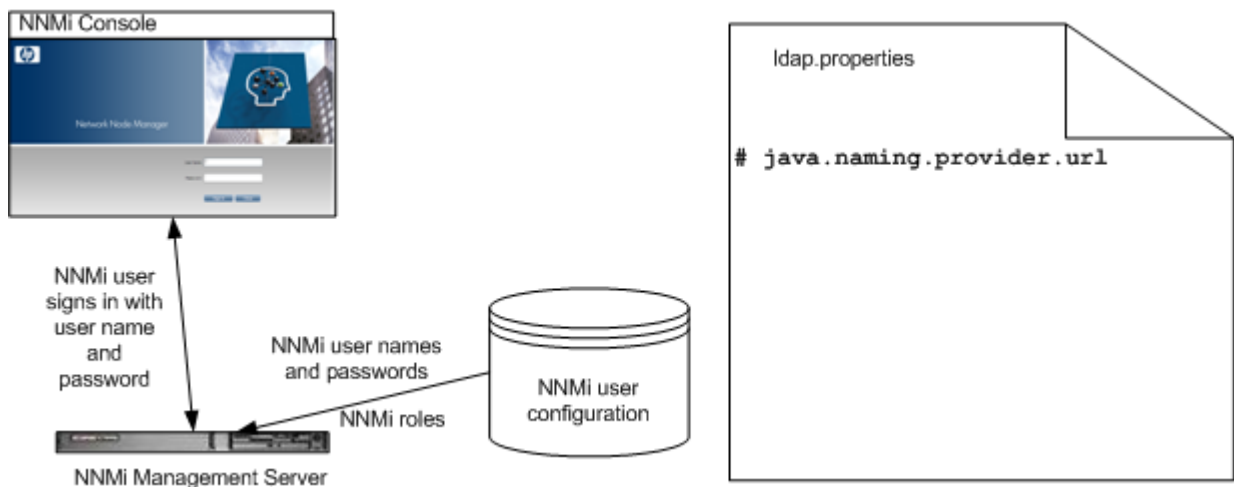 NNMi Console
hp
Network Node Manager
NNMi user
signs in with
user name
and
password
NNMi user names
and passwords
NNMi roles
NNMi user
configuration
NNMi Management Server
ldap.properties
# java.naming.provider.url